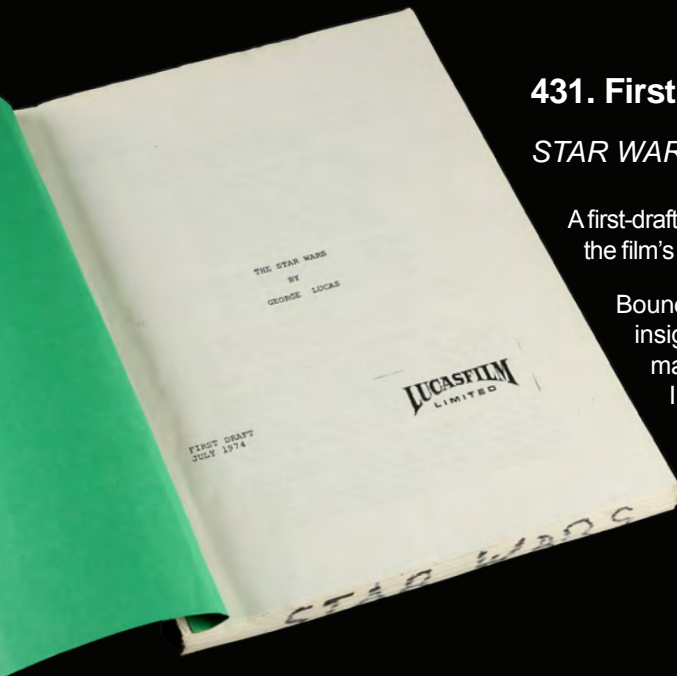 431. First
STAR WAR
A first-draft
the film's
Bound
insig
ma
I
THE STAR WARS
BY
GEORGE LUCAS
LUCASFILM
LIMITED
FIRST DRAFT
JULY 1974
STAR WARS